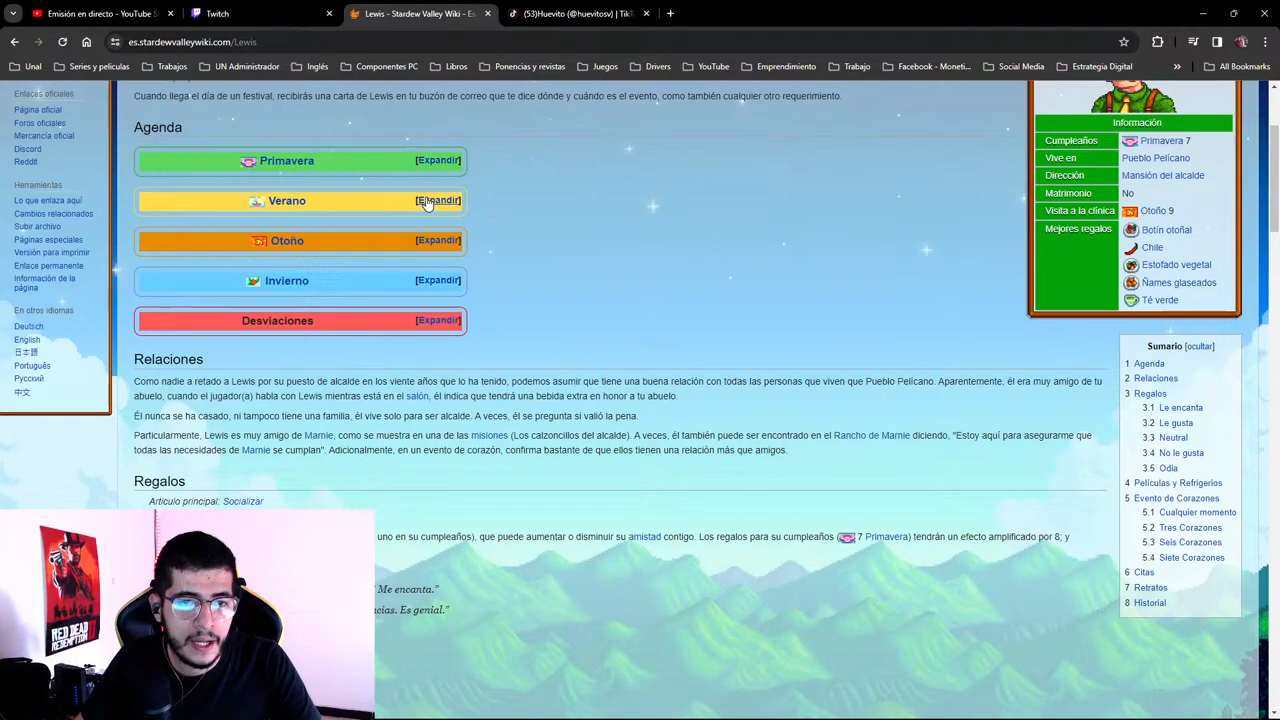 Emisión en directo - YouTube S
Twitch
Lewis - Stardew Valley Wiki - Es
(53)Huevito (@huevitosv) | TikT
es.stardewvalleywiki.com/Lewis
Unal
Series y películas
Trabajos
UN Administrador
Inglés
Componentes PC
Libros
Ponencias y revistas
Juegos
Drivers
YouTube
Emprendimiento
Trabajo
Facebook - Moneti...
Social Media
Estrategia Digital
»
All Bookmarks
Enlaces oficiales
Página oficial
Foros oficiales
Mercancía oficial
Discord
Reddit
Herramientas
Lo que enlaza aquí
Cambios relacionados
Subir archivo
Páginas especiales
Versión para imprimir
Enlace permanente
Información de la
página
En otros idiomas
Deutsch
English
日本語
Português
Русский
中文
Cuando llega el día de un festival, recibirás una carta de Lewis en tu buzón de correo que te dice dónde y cuándo es el evento, como también cualquier otro requerimiento.
Agenda
Primavera [Expandir]
Verano [Expandir]
Otoño [Expandir]
Invierno [Expandir]
Desviaciones [Expandir]
Relaciones
Como nadie a retado a Lewis por su puesto de alcalde en los veinte años que lo ha tenido, podemos asumir que tiene una buena relación con todas las personas que viven que Pueblo Pelícano. Aparentemente, él era muy amigo de tu
abuelo, cuando el jugador(a) habla con Lewis mientras está en el salón, él indica que tendrá una bebida extra en honor a tu abuelo.
Él nunca se ha casado, ni tampoco tiene una familia, él vive solo para ser alcalde. A veces, él se pregunta si valió la pena.
Particularmente, Lewis es muy amigo de Marnie, como se muestra en una de las misiones (Los calzoncillos del alcalde). A veces, él también puede ser encontrado en el Rancho de Marnie diciendo, "Estoy aquí para asegurarme que
todas las necesidades de Marnie se cumplan". Adicionalmente, en un evento de corazón, confirma bastante de que ellos tienen una relación más que amigos.
Regalos
Artículo principal: Socializar
uno en su cumpleaños), que puede aumentar o disminuir su amistad contigo. Los regalos para su cumpleaños ( 7 Primavera) tendrán un efecto amplificado por 8; y
Me encanta.
cias. Es genial.”
Información
Cumpleaños Primavera 7
Vive en Pueblo Pelícano
Dirección Mansión del alcalde
Matrimonio No
Visita a la clínica Otoño 9
Mejores regalos Botín otoñal
Chile
Estofado vegetal
Ñames glaseados
Té verde
Sumario [ocultar]
1 Agenda
2 Relaciones
3 Regalos
3.1 Le encanta
3.2 Le gusta
3.3 Neutral
3.4 No le gusta
3.5 Odia
4 Películas y Refrigerios
5 Evento de Corazones
5.1 Cualquier momento
5.2 Tres Corazones
5.3 Seis Corazones
5.4 Siete Corazones
6 Citas
7 Retratos
8 Historial
RED DEAD
REDEMPTION II